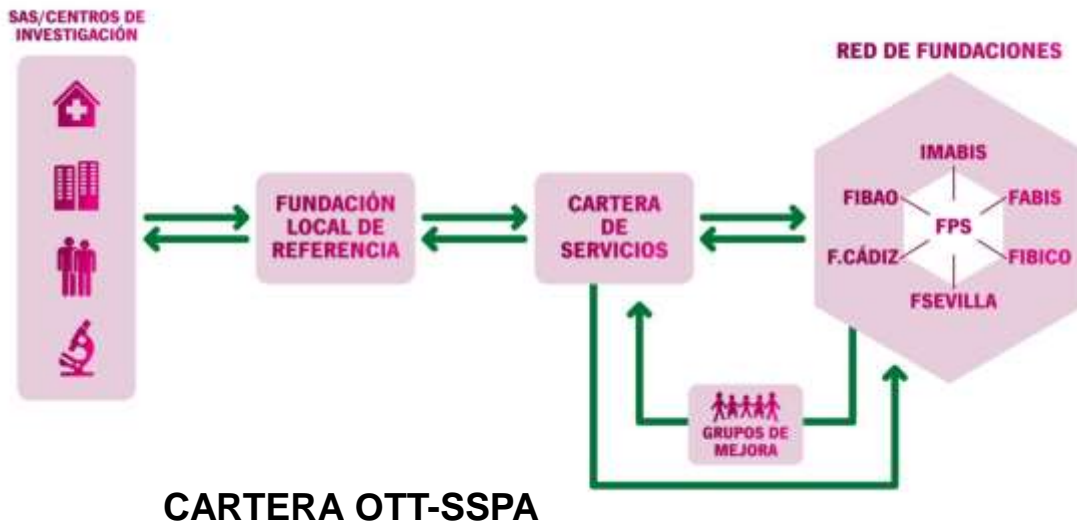 SAS/CENTROS DE
INVESTIGACIÓN
FUNDACIÓN
LOCAL DE
REFERENCIA
CARTERA
DE
SERVICIOS
RED DE FUNDACIONES
IMABIS
FIBAO
FABIS
FPS
F.CÁDIZ
FIBICO
FSEVILLA
GRUPOS DE
MEJORA
CARTERA OTT-SSPA